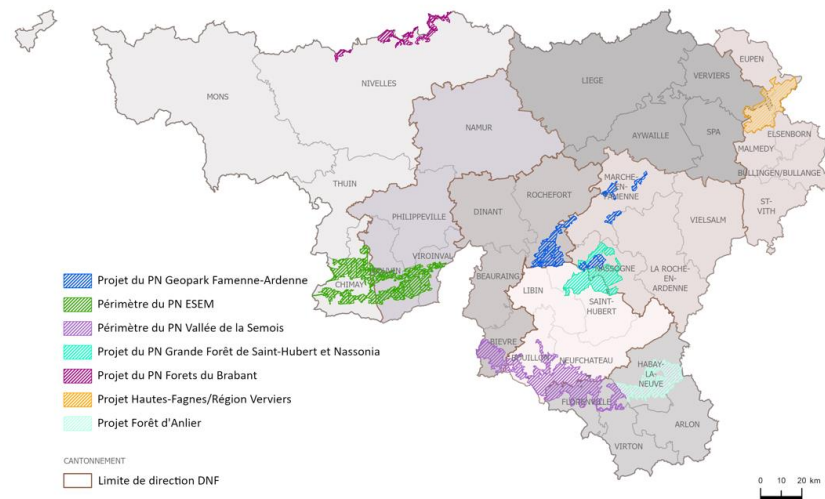 EUPEN
LIEGE
VERVIERS
NIVELLES
MONS
NAMUR
AYWAILLE
SPA
ELSENBORN
MALMEDY
BULLINGEN/BULLANGE
MARCHE-
EN-
FAMENNE
THUIN
DINANT
ROCHEFORT
ST-
VITH
PHILIPPEVILLE
VIELSALM
VIROINVAL
NASSOGNE
LA ROCHE-
EN-
ARDENNE
BEAURAING
CHIMAY
LIBIN
SAINT-
HUBERT
BIEVRE
BOUILLON
NEUFCHATEAU
HABAY-
LA-
NEUVE
FLORENVILLE
ARLON
VIRTON
Projet du PN Geopark Famenne-Ardenne
Périmètre du PN ESEM
Périmètre du PN Vallée de la Semois
Projet du PN Grande Forêt de Saint-Hubert et Nassonia
Projet du PN Forets du Brabant
Projet Hautes-Fagnes/Région Verviers
Projet Forêt d'Anlier
CANTONNEMENT
Limite de direction DNF
0 10 20 km